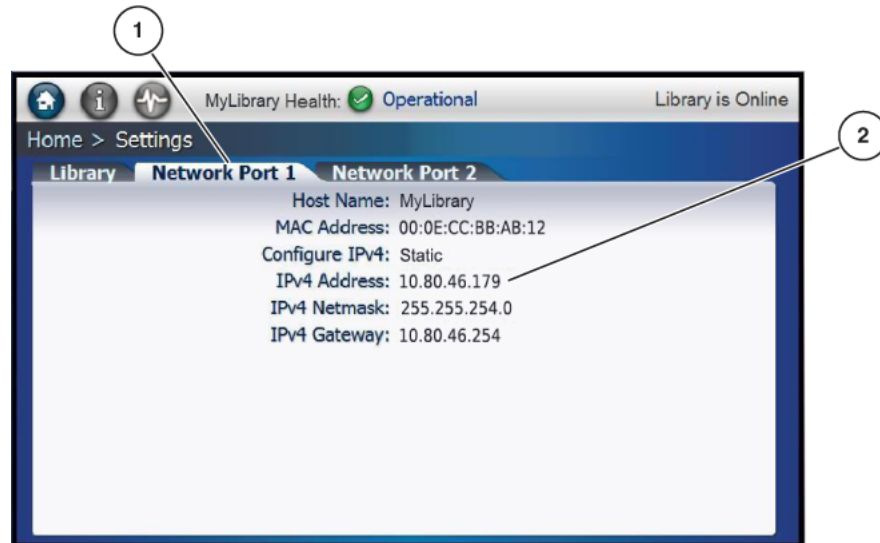 1
MyLibrary Health: Operational Library is Online
2
Home > Settings
Library Network Port 1 Network Port 2
Host Name: MyLibrary
MAC Address: 00:0E:CC:BB:AB:12
Configure IPv4: Static
IPv4 Address: 10.80.46.179
IPv4 Netmask: 255.255.254.0
IPv4 Gateway: 10.80.46.254